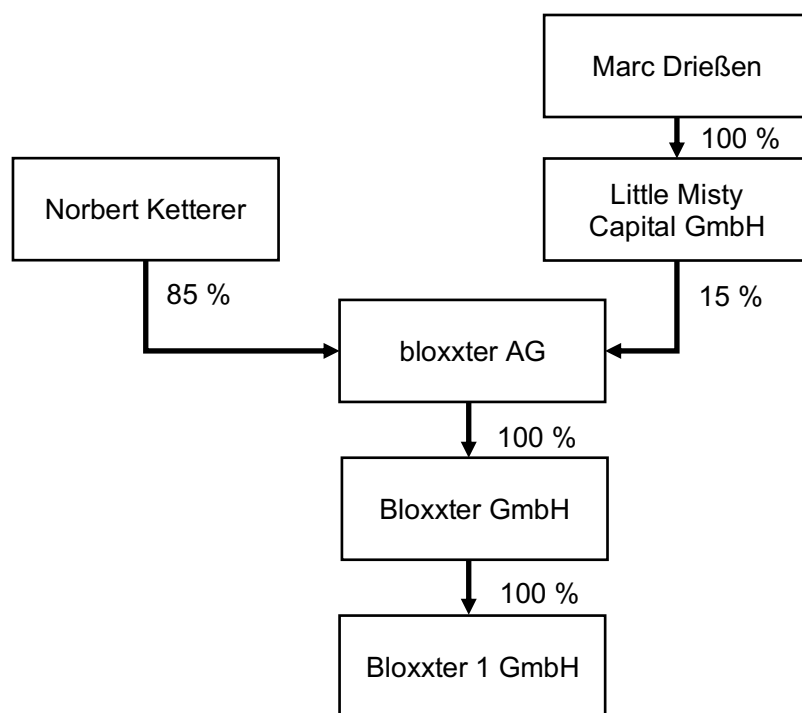 Marc Drießen
100 %
Norbert Ketterer
Little Misty
Capital GmbH
85 %
15 %
bloxxter AG
100 %
Bloxxter GmbH
100 %
Bloxxter 1 GmbH